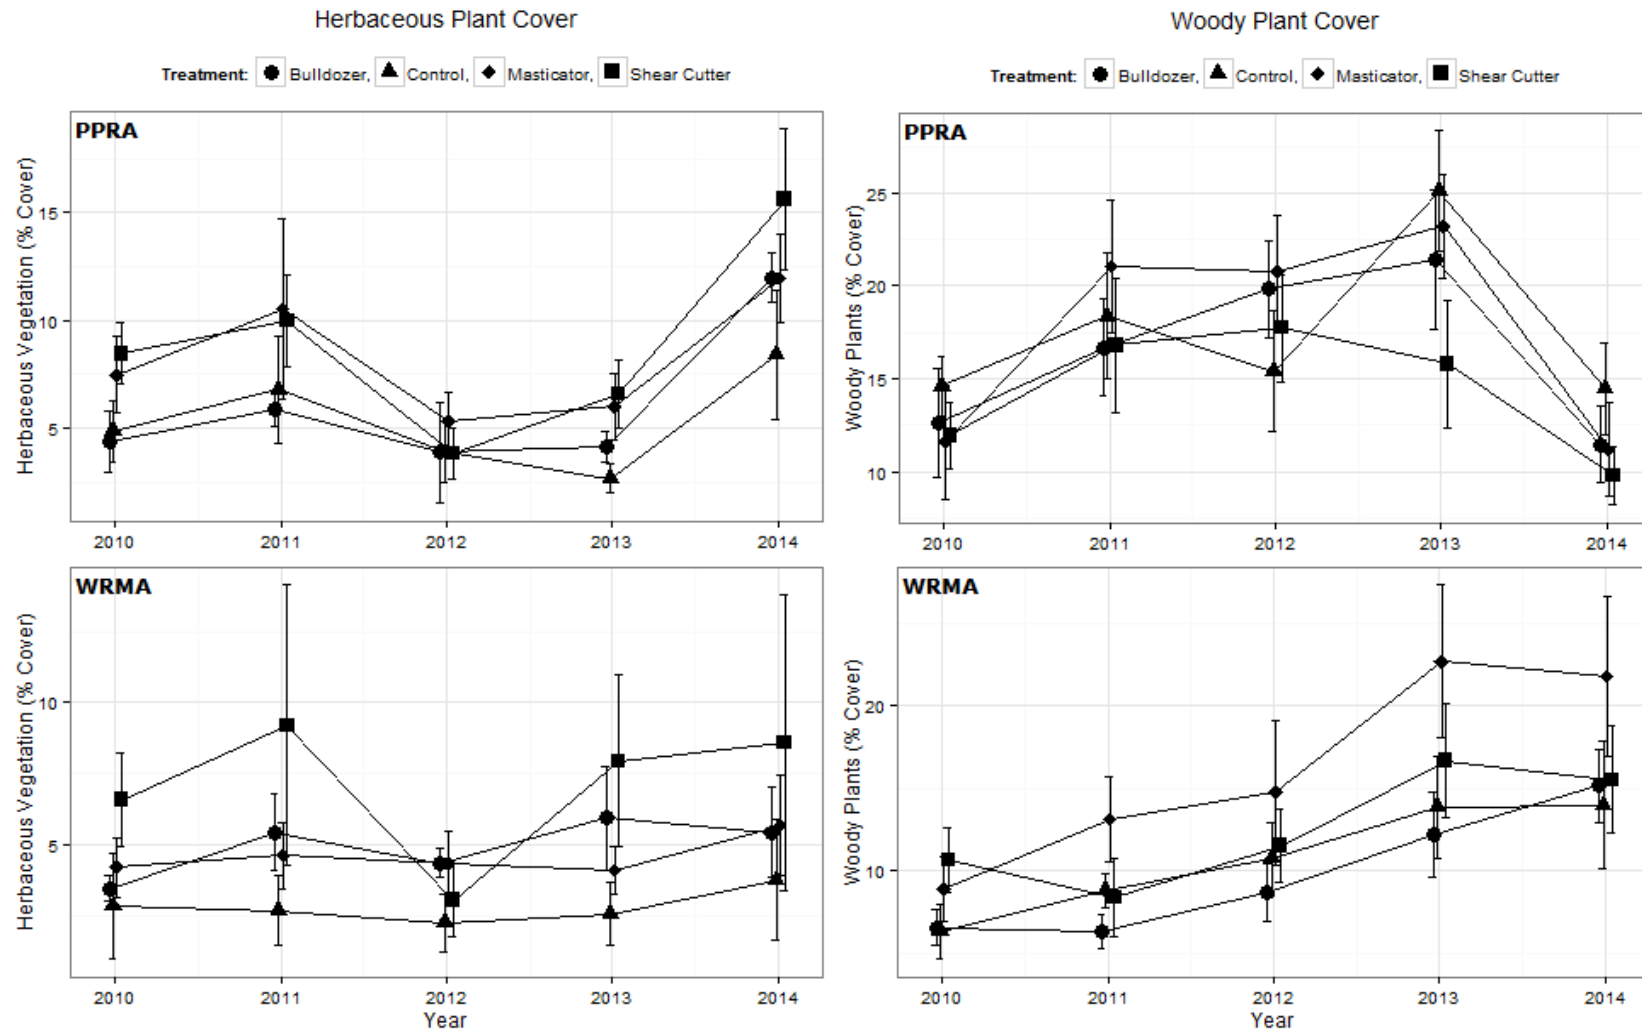 Herbaceous Plant Cover
Treatment: Bulldozer, Control, Masticator, Shear Cutter
PPRA
Herbaceous Vegetation (% Cover)
15
10
5
2010 2011 2012 2013 2014
WRMA
Herbaceous Vegetation (% Cover)
10
5
2010 2011 2012 2013 2014
Year
Woody Plant Cover
Treatment: Bulldozer, Control, Masticator, Shear Cutter
PPRA
Woody Plants (% Cover)
25
20
15
10
2010 2011 2012 2013 2014
WRMA
Woody Plants (% Cover)
20
10
2010 2011 2012 2013 2014
Year